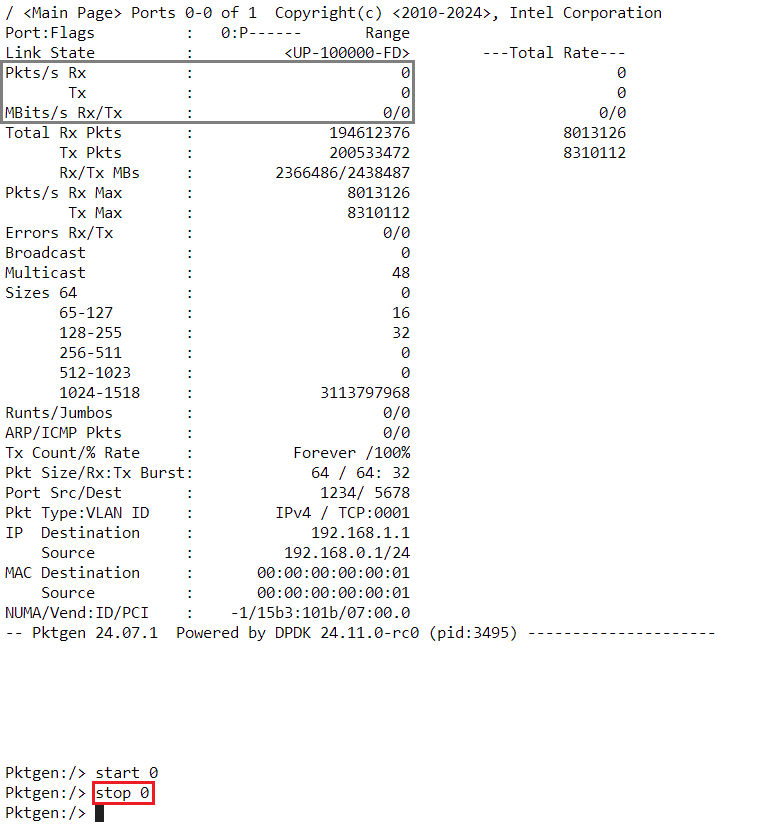 / <Main Page> Ports 0-0 of 1  Copyright(c) <2010-2024>, Intel Corporation
Port:Flags          :   0:P------       Range
Link State          :          <UP-100000-FD>        ---Total Rate---
Pkts/s Rx           :                       0                       0
       Tx           :                       0                       0
MBits/s Rx/Tx       :                     0/0                     0/0
Total Rx Pkts       :               194612376                 8013126
      Tx Pkts       :               200533472                 8310112
      Rx/Tx MBs     :         2366486/2438487
Pkts/s Rx Max       :                 8013126
       Tx Max       :                 8310112
Errors Rx/Tx        :                     0/0
Broadcast           :                       0
Multicast           :                      48
Sizes 64            :                       0
      65-127        :                      16
      128-255       :                      32
      256-511       :                       0
      512-1023      :                       0
      1024-1518     :              3113797968
Runts/Jumbos        :                     0/0
ARP/ICMP Pkts       :                     0/0
Tx Count/% Rate     :           Forever /100%
Pkt Size/Rx:Tx Burst:             64 / 64: 32
Port Src/Dest       :              1234/ 5678
Pkt Type:VLAN ID    :         IPv4 / TCP:0001
IP  Destination     :             192.168.1.1
    Source          :          192.168.0.1/24
MAC Destination     :       00:00:00:00:00:01
    Source          :       00:00:00:00:00:01
NUMA/Vend:ID/PCI    :    -1/15b3:101b/07:00.0
-- Pktgen 24.07.1  Powered by DPDK 24.11.0-rc0 (pid:3495) ---------------------
Pktgen:/> start 0
Pktgen:/> stop 0
Pktgen:/>